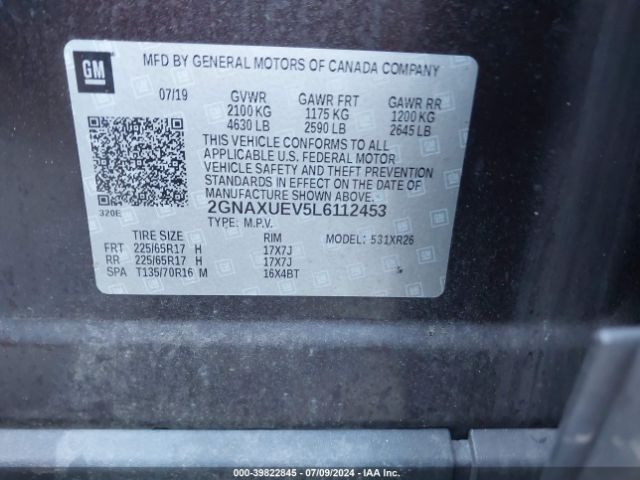 GM
MFD BY GENERAL MOTORS OF CANADA COMPANY
07/19 GVWR GAWR FRT GAWR RR
2100 KG 1175 KG 1200 KG
4630 LB 2590 LB 2645 LB
THIS VEHICLE CONFORMS TO ALL
APPLICABLE U.S. FEDERAL MOTOR
VEHICLE SAFETY AND THEFT PREVENTION
STANDARDS IN EFFECT ON THE DATE OF
MANUFACTURE SHOWN ABOVE.
320E 2GNAXUEV5L6112453
TYPE: M.P.V.
TIRE SIZE RIM MODEL: 531XR26
FRT 225/65R17 H 17X7J
RR 225/65R17 H 17X7J
SPA T135/70R16 M 16X4BT
000-39822845 - 07/09/2024 - IAA Inc.